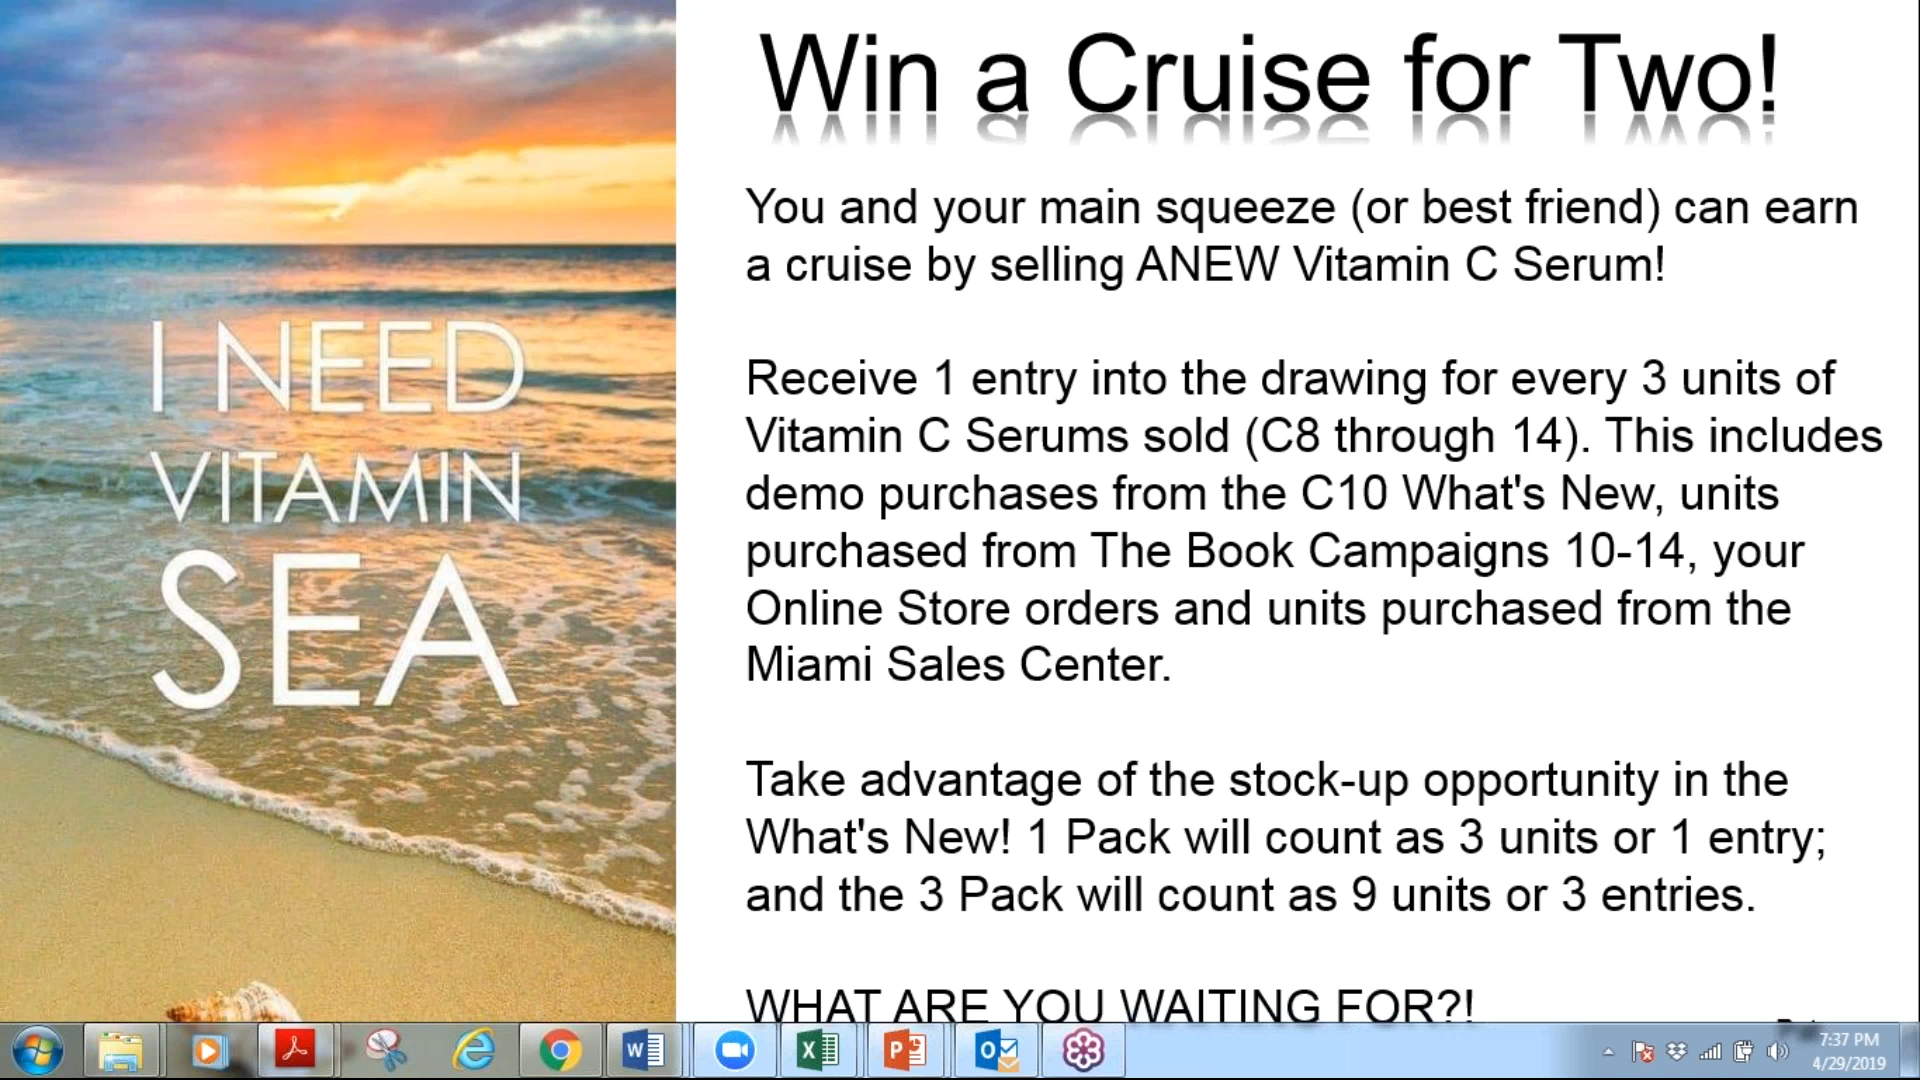 I NEED
VITAMIN
SEA
Win a Cruise for Two!
You and your main squeeze (or best friend) can earn
a cruise by selling ANEW Vitamin C Serum!
Receive 1 entry into the drawing for every 3 units of
Vitamin C Serums sold (C8 through 14). This includes
demo purchases from the C10 What's New, units
purchased from The Book Campaigns 10-14, your
Online Store orders and units purchased from the
Miami Sales Center.
Take advantage of the stock-up opportunity in the
What's New! 1 Pack will count as 3 units or 1 entry;
and the 3 Pack will count as 9 units or 3 entries.
WHAT ARE YOU WAITING FOR?!
7:37 PM
4/29/2019